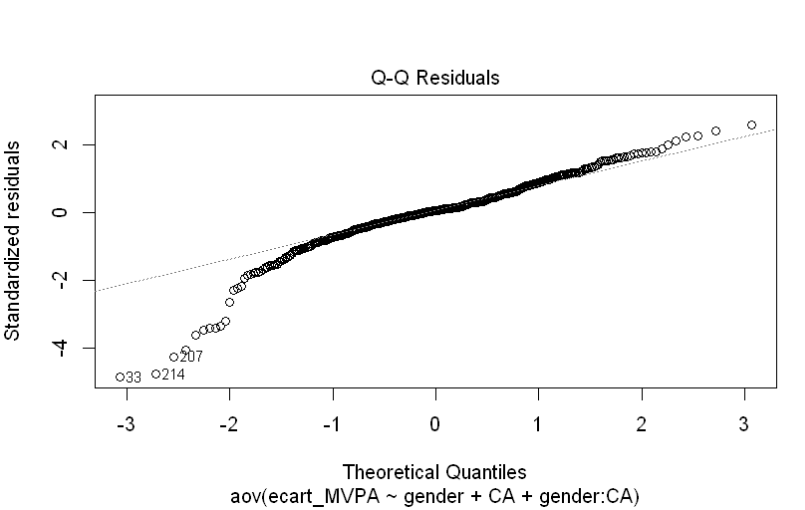 Q-Q Residuals
Standardized residuals
2
0
-2
-4
207
33
214
-3 -2 -1 0 1 2 3
Theoretical Quantiles
aov(ecart_MVPA ~ gender + CA + gender:CA)